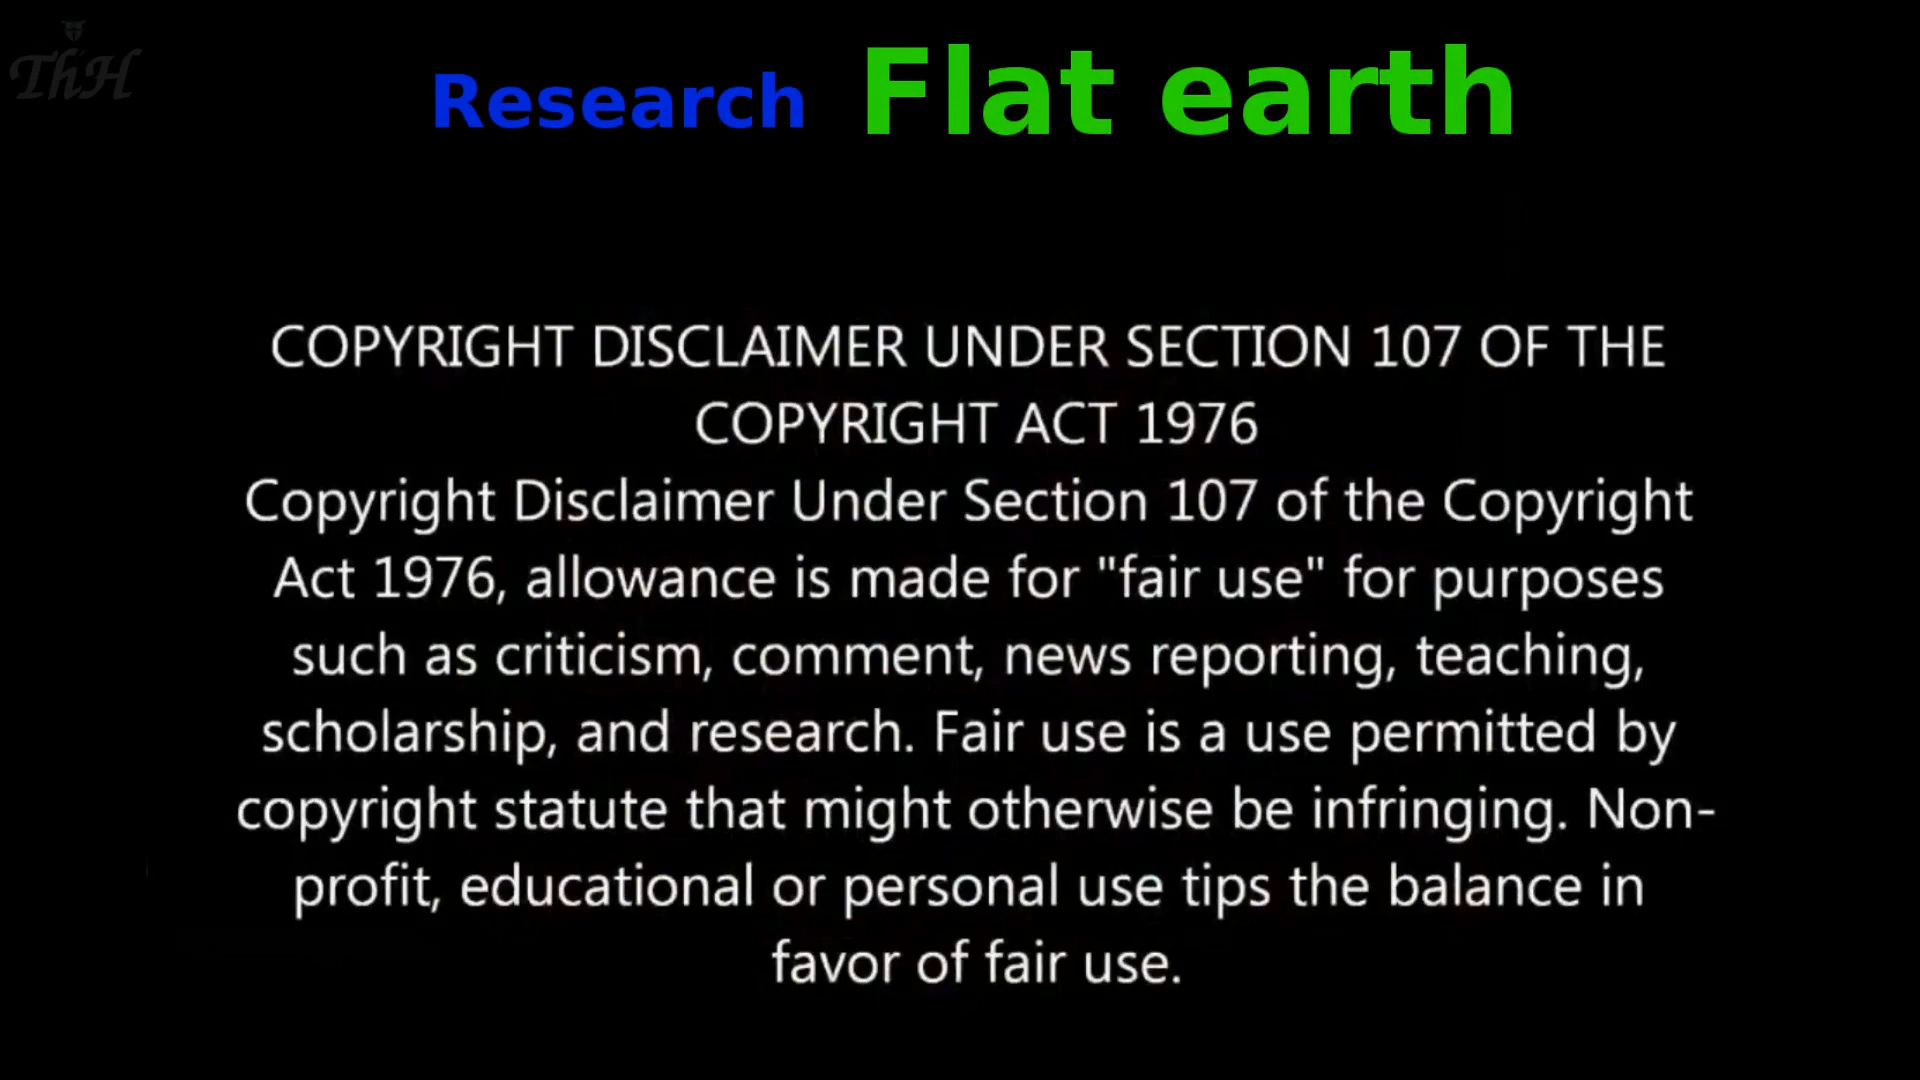 ThH
Research Flat earth
COPYRIGHT DISCLAIMER UNDER SECTION 107 OF THE
COPYRIGHT ACT 1976
Copyright Disclaimer Under Section 107 of the Copyright
Act 1976, allowance is made for "fair use" for purposes
such as criticism, comment, news reporting, teaching,
scholarship, and research. Fair use is a use permitted by
copyright statute that might otherwise be infringing. Non-
profit, educational or personal use tips the balance in
favor of fair use.